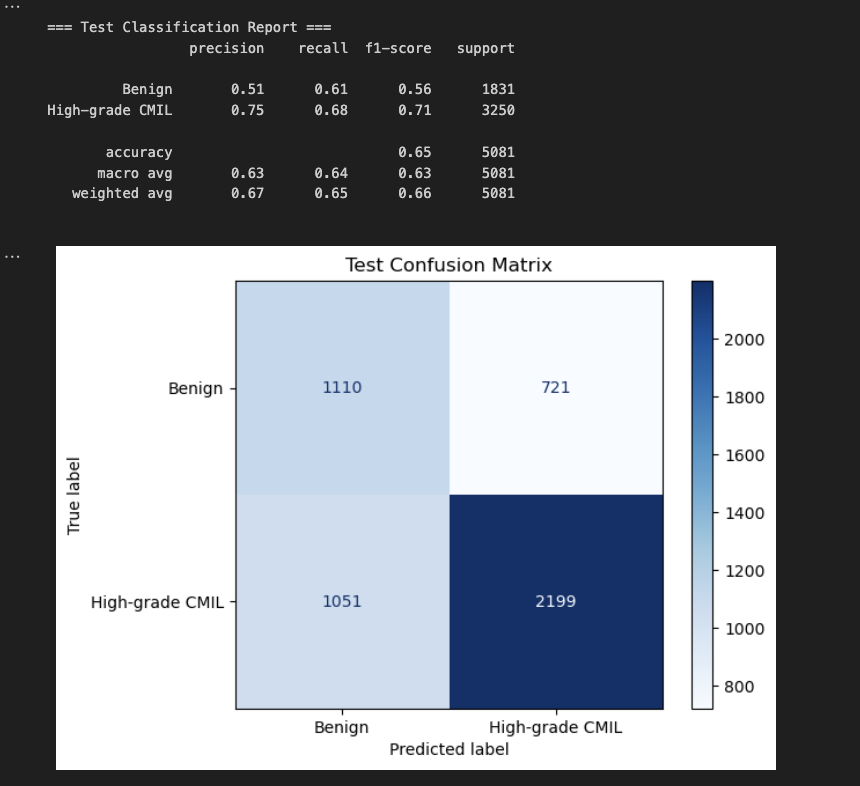 ...
=== Test Classification Report ===
precision recall f1-score support
Benign 0.51 0.61 0.56 1831
High-grade CMIL 0.75 0.68 0.71 3250
accuracy 0.65 5081
macro avg 0.63 0.64 0.63 5081
weighted avg 0.67 0.65 0.66 5081
...
Test Confusion Matrix
True label
Benign 1110 721
High-grade CMIL 1051 2199
Benign High-grade CMIL
Predicted label
2000
1800
1600
1400
1200
1000
800